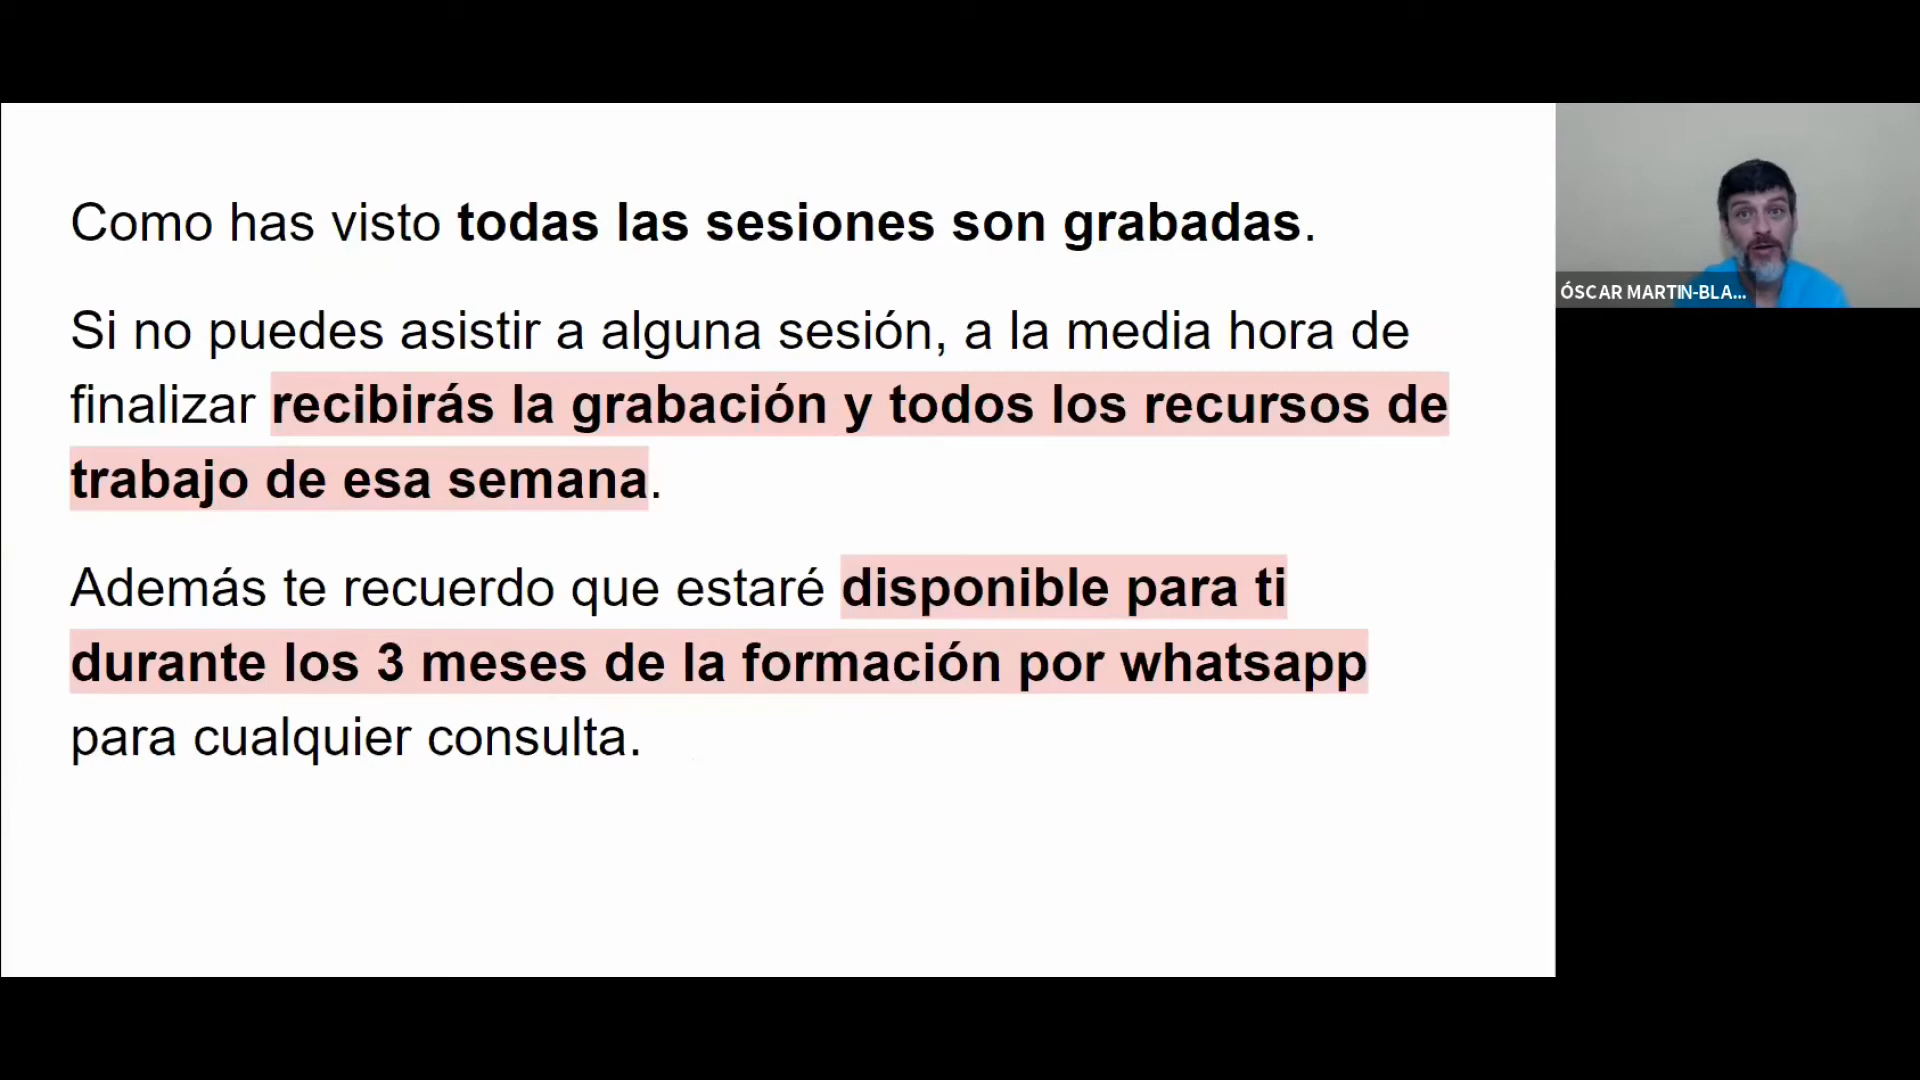 Como has visto todas las sesiones son grabadas.
Si no puedes asistir a alguna sesión, a la media hora de
finalizar recibirás la grabación y todos los recursos de
trabajo de esa semana.
Además te recuerdo que estaré disponible para ti
durante los 3 meses de la formación por whatsapp
para cualquier consulta.
ÓSCAR MARTIN-BLA...